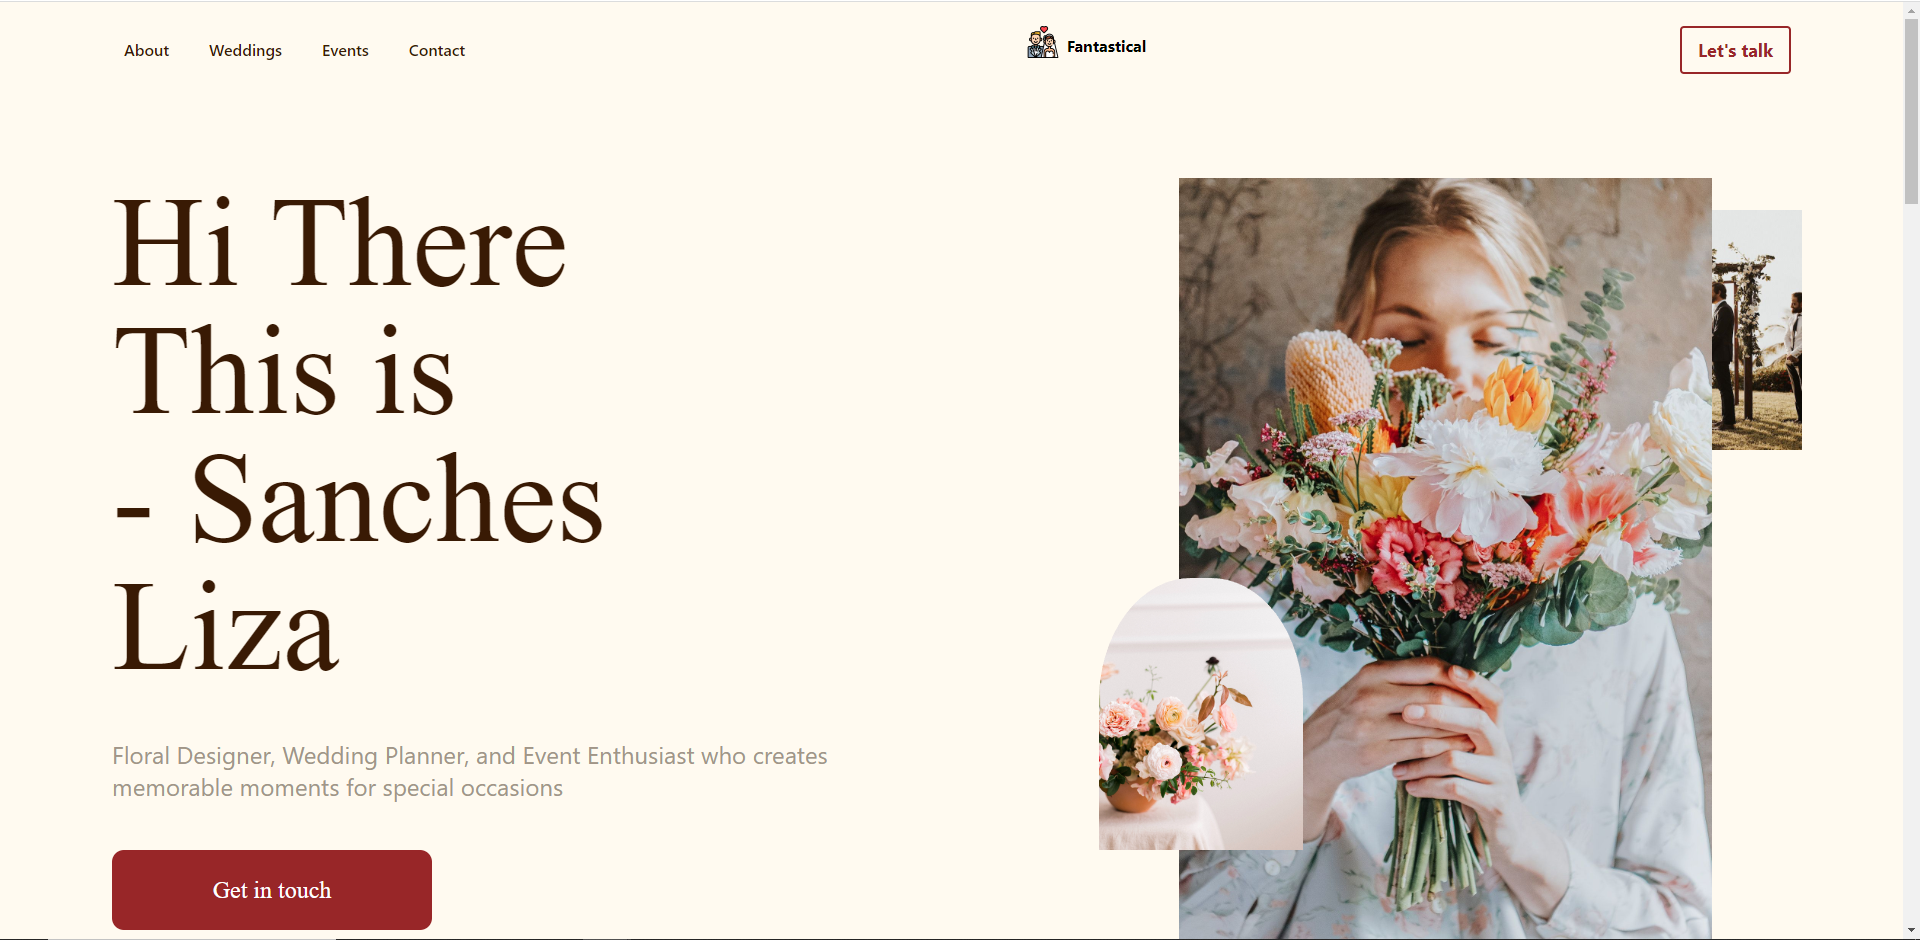 About
Weddings
Events
Contact
Fantastical
Let's talk
Hi There
This is
- Sanches
Liza
Floral Designer, Wedding Planner, and Event Enthusiast who creates
memorable moments for special occasions
Get in touch